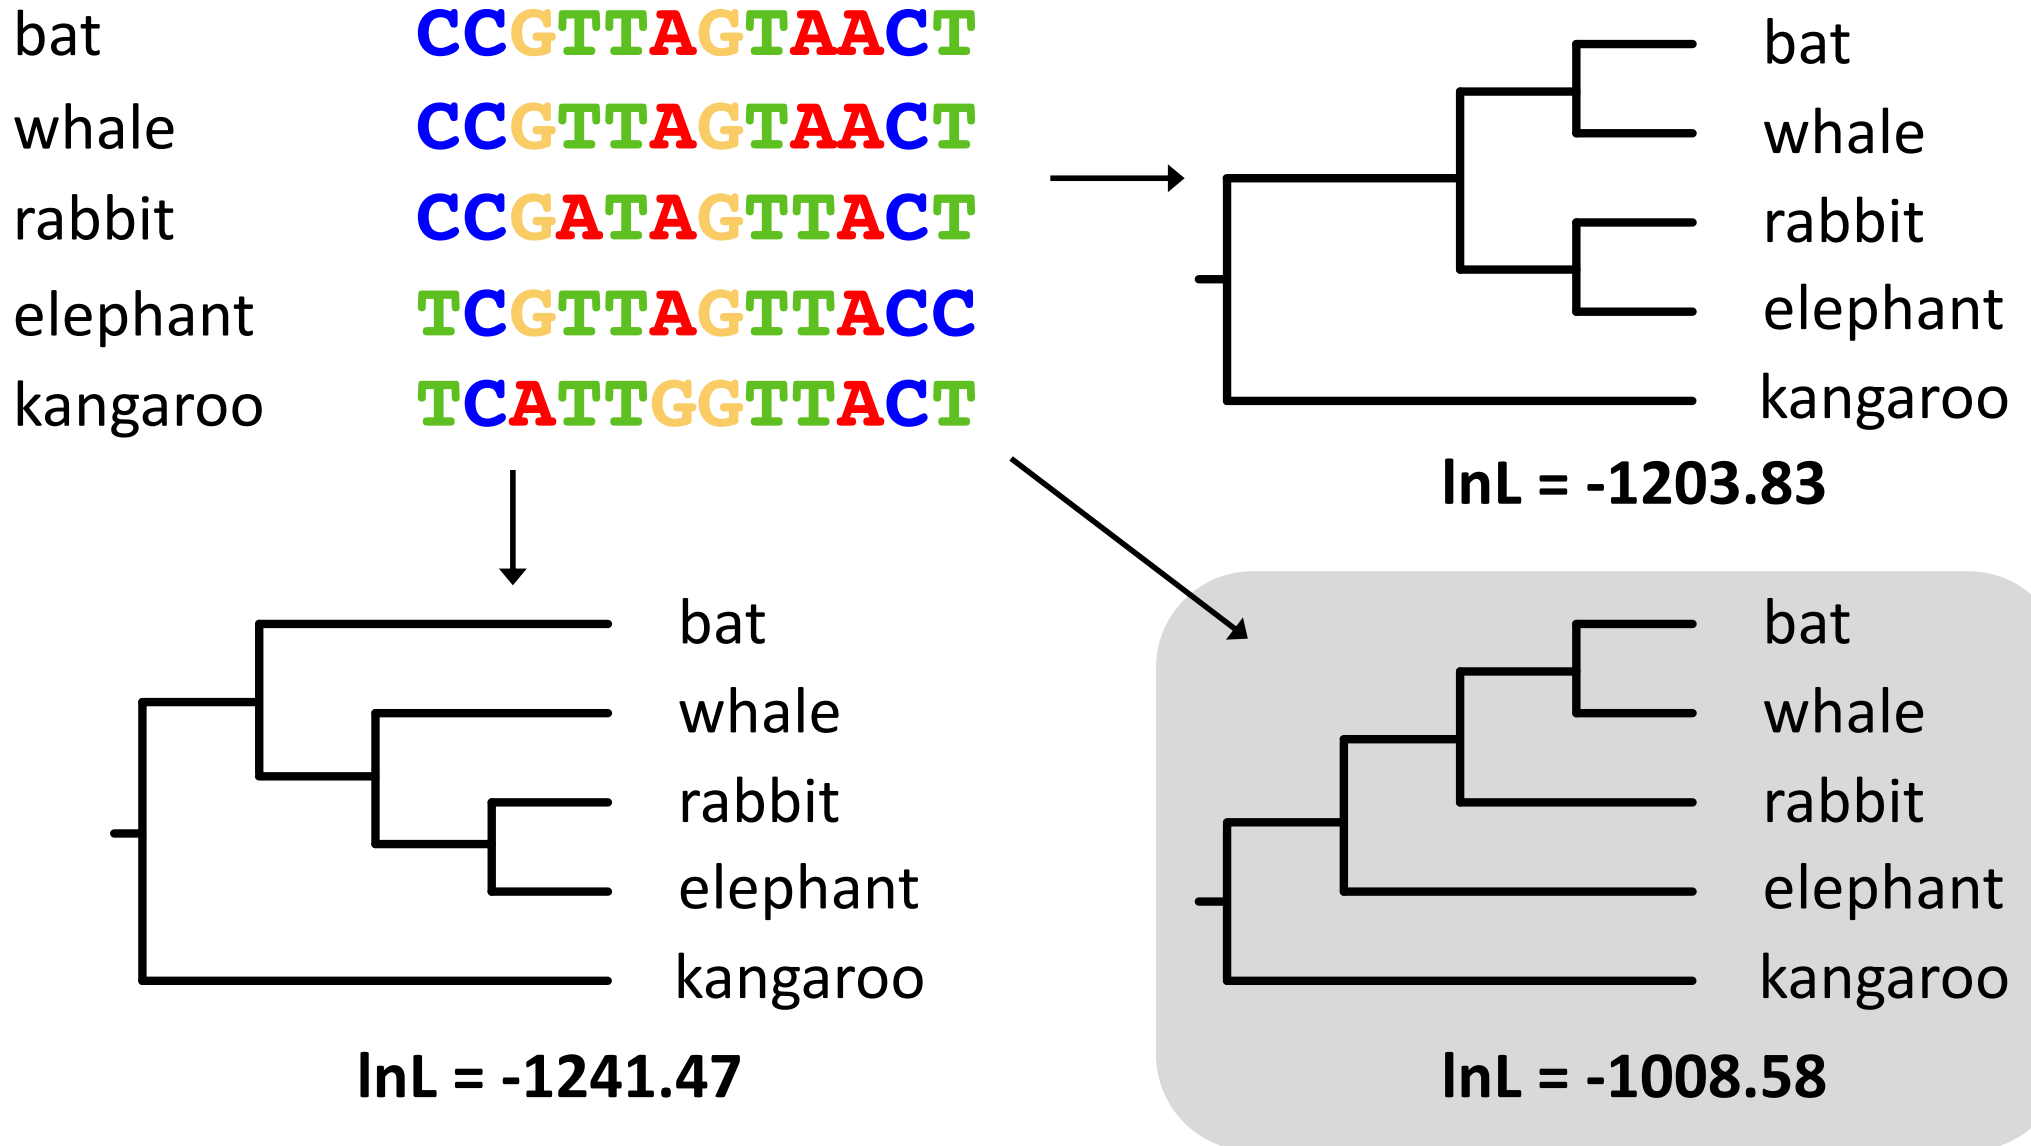 bat CCGTTAGTAACT
whale CCGTTAGTAACT
rabbit CCGATAGTTACT
elephant TCGTTAGTTACC
kangaroo TCATTGGTTACT
bat
whale
rabbit
elephant
kangaroo
lnL = -1203.83
bat
whale
rabbit
elephant
kangaroo
lnL = -1241.47
bat
whale
rabbit
elephant
kangaroo
lnL = -1008.58